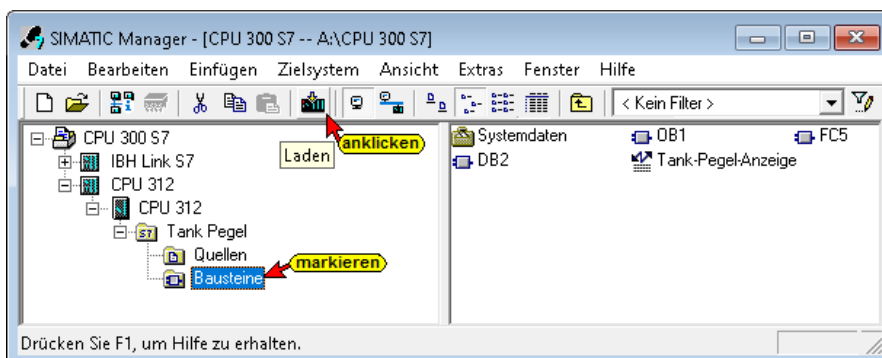 SIMATIC Manager - [CPU 300 S7 -- A:\CPU 300 S7]
Datei Bearbeiten Einfügen Zielsystem Ansicht Extras Fenster Hilfe
< Kein Filter >
CPU 300 S7
IBH Link S7
CPU 312
CPU 312
Tank Pegel
Quellen
Bausteine
Laden
anklicken
markieren
Systemdaten OB1 FC5
DB2 Tank-Pegel-Anzeige
Drücken Sie F1, um Hilfe zu erhalten.